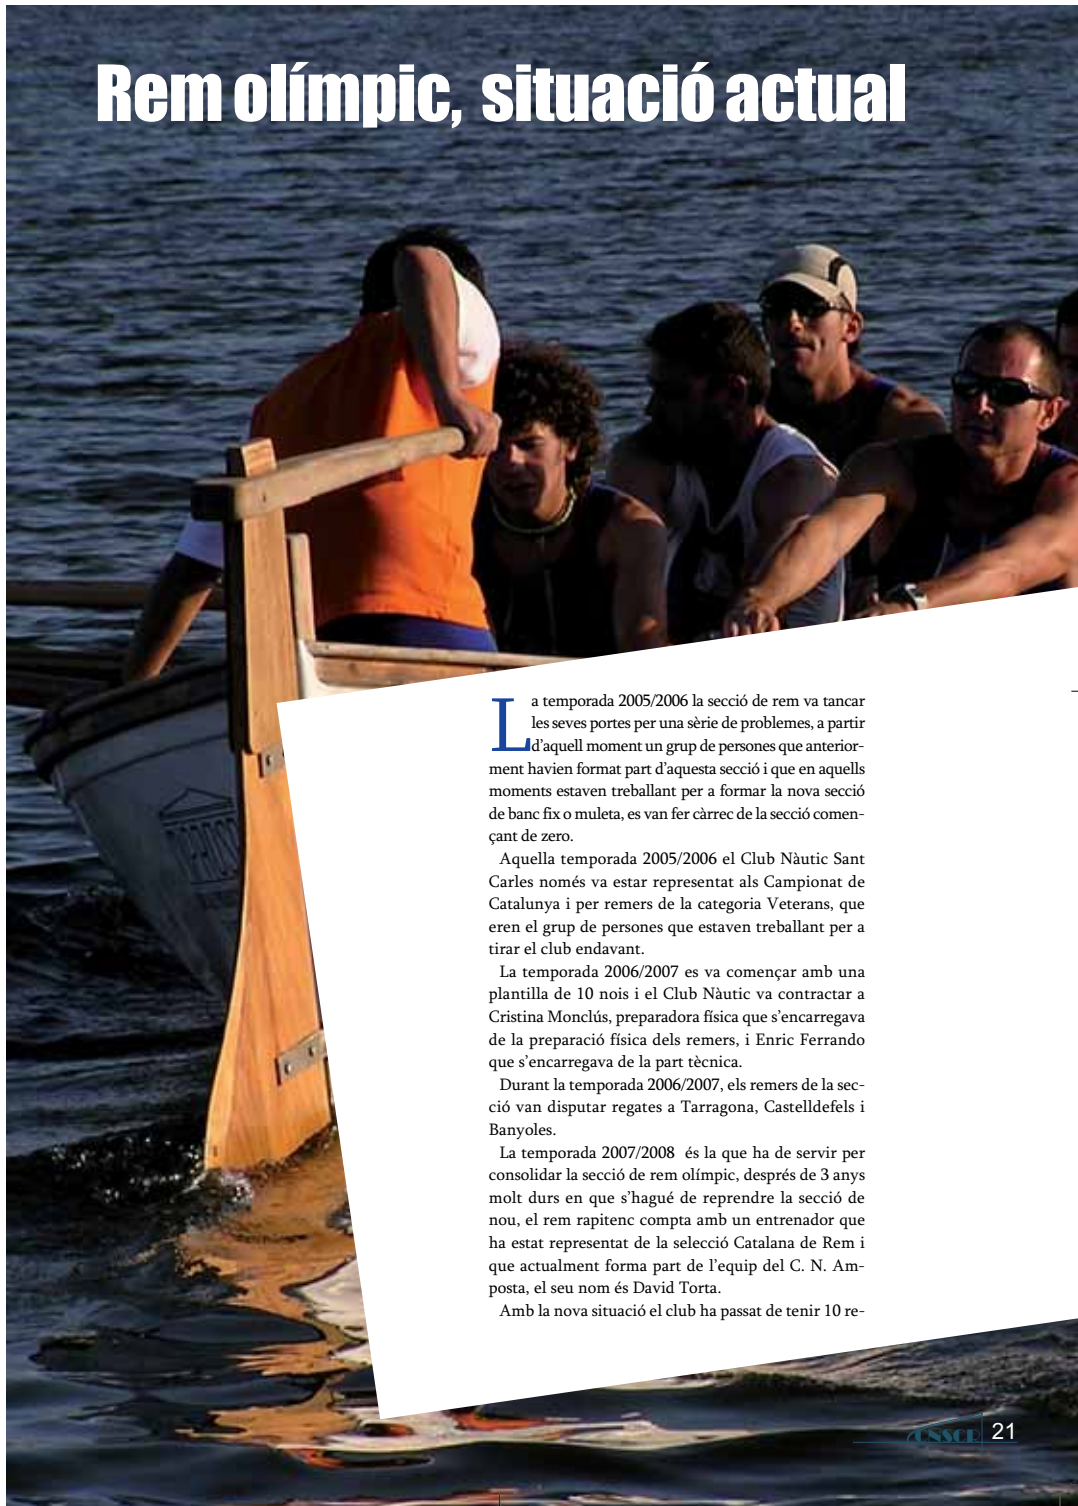 Rem olímpic, situació actual
La temporada 2005/2006 la secció de rem va tancar
les seves portes per una sèrie de problemes, a partir
d'aquell moment un grup de persones que anterior-
ment havien format part d'aquesta secció i que en aquells
moments estaven treballant per a formar la nova secció
de banc fix o muleta, es van fer càrrec de la secció comen-
çant de zero.
Aquella temporada 2005/2006 el Club Nàutic Sant
Carles només va estar representat als Campionat de
Catalunya i per remers de la categoria Veterans, que
eren el grup de persones que estaven treballant per a
tirar el club endavant.
La temporada 2006/2007 es va començar amb una
plantilla de 10 nois i el Club Nàutic va contractar a
Cristina Monclús, preparadora física que s'encarregava
de la preparació física dels remers, i Enric Ferrando
que s'encarregava de la part tècnica.
Durant la temporada 2006/2007, els remers de la sec-
ció van disputar regates a Tarragona, Castelldefels i
Banyoles.
La temporada 2007/2008 és la que ha de servir per
consolidar la secció de rem olímpic, després de 3 anys
molt durs en que s'hagué de reprendre la secció de
nou, el rem rapitenc compta amb un entrenador que
ha estat representat de la selecció Catalana de Rem i
que actualment forma part de l'equip del C. N. Am-
posta, el seu nom és David Torta.
Amb la nova situació el club ha passat de tenir 10 re-
CNSCR 21